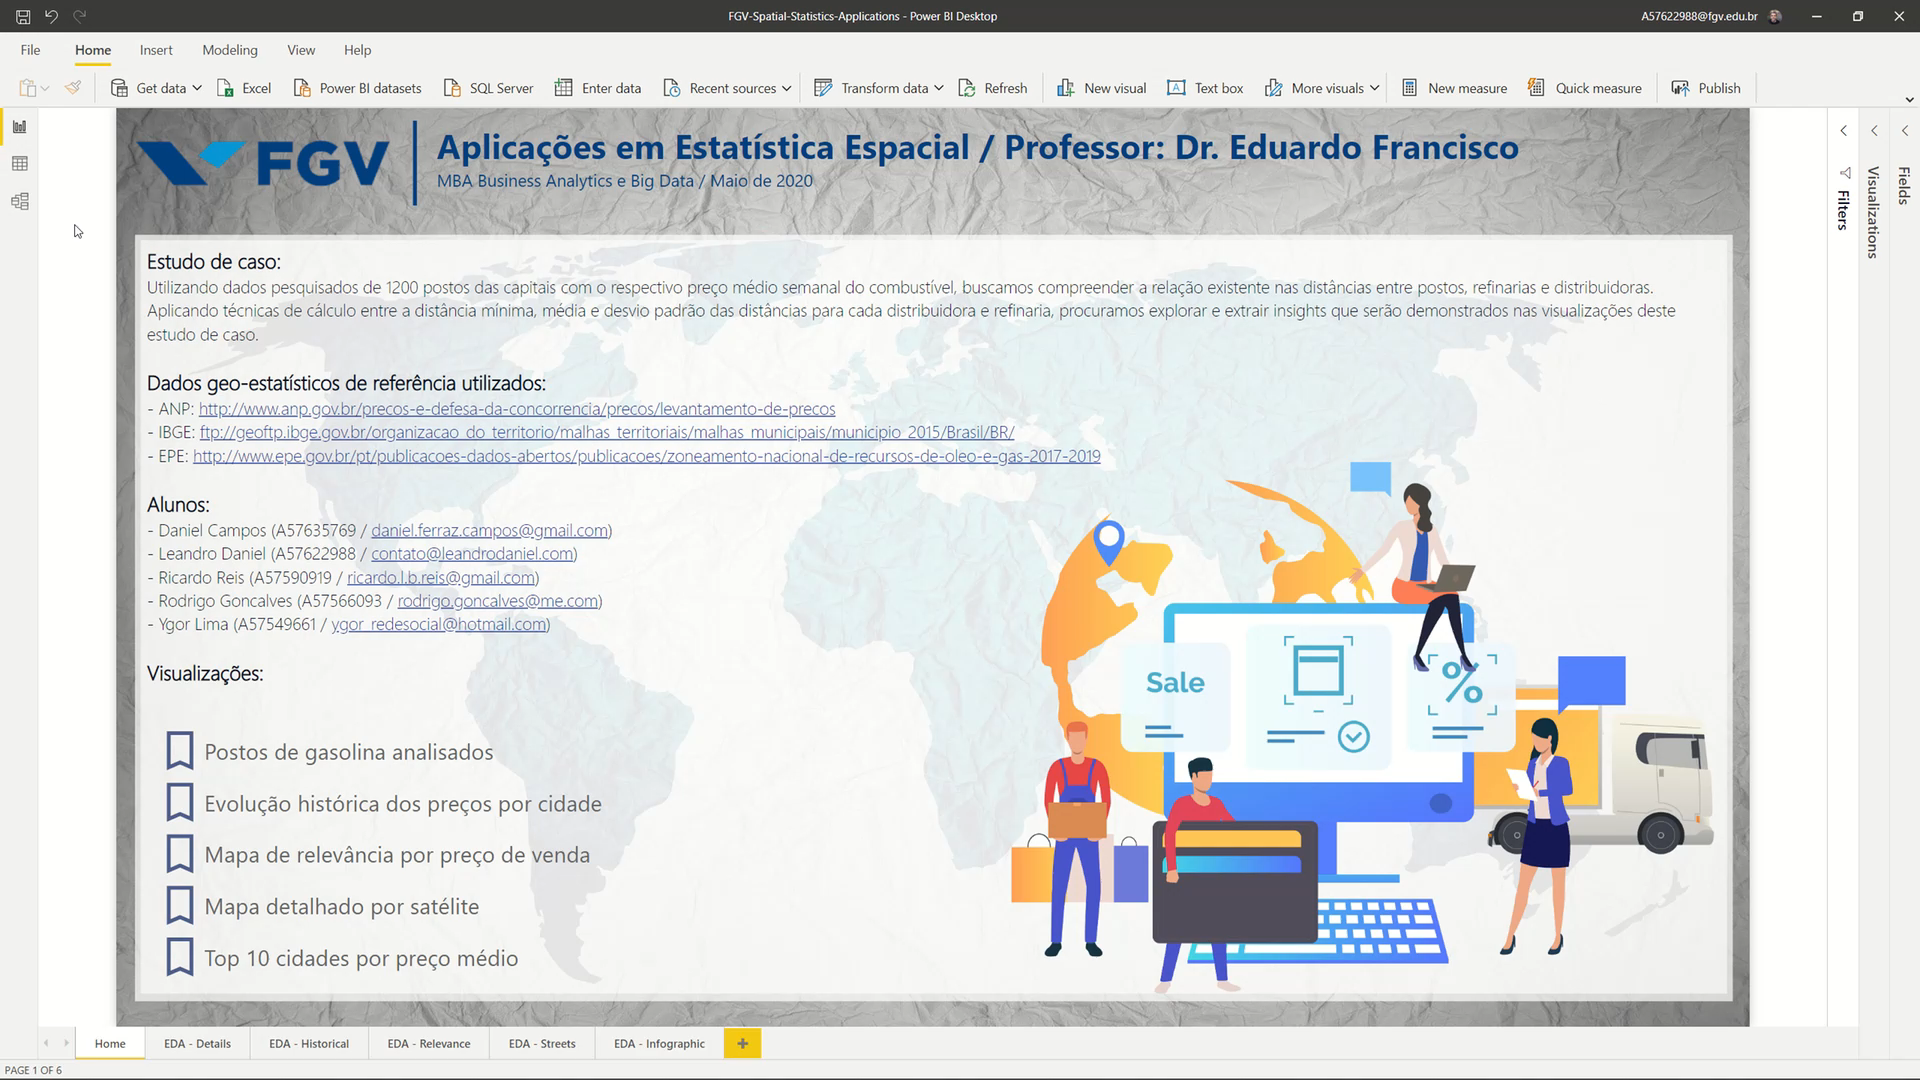 FGV-Spatial-Statistics-Applications - Power BI Desktop
A57622988@fgv.edu.br
File Home Insert Modeling View Help
Get data Excel Power BI datasets SQL Server Enter data Recent sources Transform data Refresh New visual Text box More visuals New measure Quick measure Publish
FGV
Aplicações em Estatística Espacial / Professor: Dr. Eduardo Francisco
MBA Business Analytics e Big Data / Maio de 2020
Filters
Visualizations
Fields
Estudo de caso:
Utilizando dados pesquisados de 1200 postos das capitais com o respectivo preço médio semanal do combustível, buscamos compreender a relação existente nas distâncias entre postos, refinarias e distribuidoras.
Aplicando técnicas de cálculo entre a distância mínima, média e desvio padrão das distâncias para cada distribuidora e refinaria, procuramos explorar e extrair insights que serão demonstrados nas visualizações deste
estudo de caso.
Dados geo-estatísticos de referência utilizados:
- ANP: http://www.anp.gov.br/precos-e-defesa-da-concorrencia/precos/levantamento-de-precos
- IBGE: ftp://geoftp.ibge.gov.br/organizacao_do_territorio/malhas_territoriais/malhas_municipais/municipio_2015/Brasil/BR/
- EPE: http://www.epe.gov.br/pt/publicacoes-dados-abertos/publicacoes/zoneamento-nacional-de-recursos-de-oleo-e-gas-2017-2019
Alunos:
- Daniel Campos (A57635769 / daniel.ferraz.campos@gmail.com)
- Leandro Daniel (A57622988 / contato@leandrodaniel.com)
- Ricardo Reis (A57590919 / ricardo.l.b.reis@gmail.com)
- Rodrigo Goncalves (A57566093 / rodrigo.goncalves@me.com)
- Ygor Lima (A57549661 / ygor_redesocial@hotmail.com)
Visualizações:
Postos de gasolina analisados
Evolução histórica dos preços por cidade
Mapa de relevância por preço de venda
Mapa detalhado por satélite
Top 10 cidades por preço médio
Sale
%
Home EDA - Details EDA - Historical EDA - Relevance EDA - Streets EDA - Infographic +
PAGE 1 OF 6